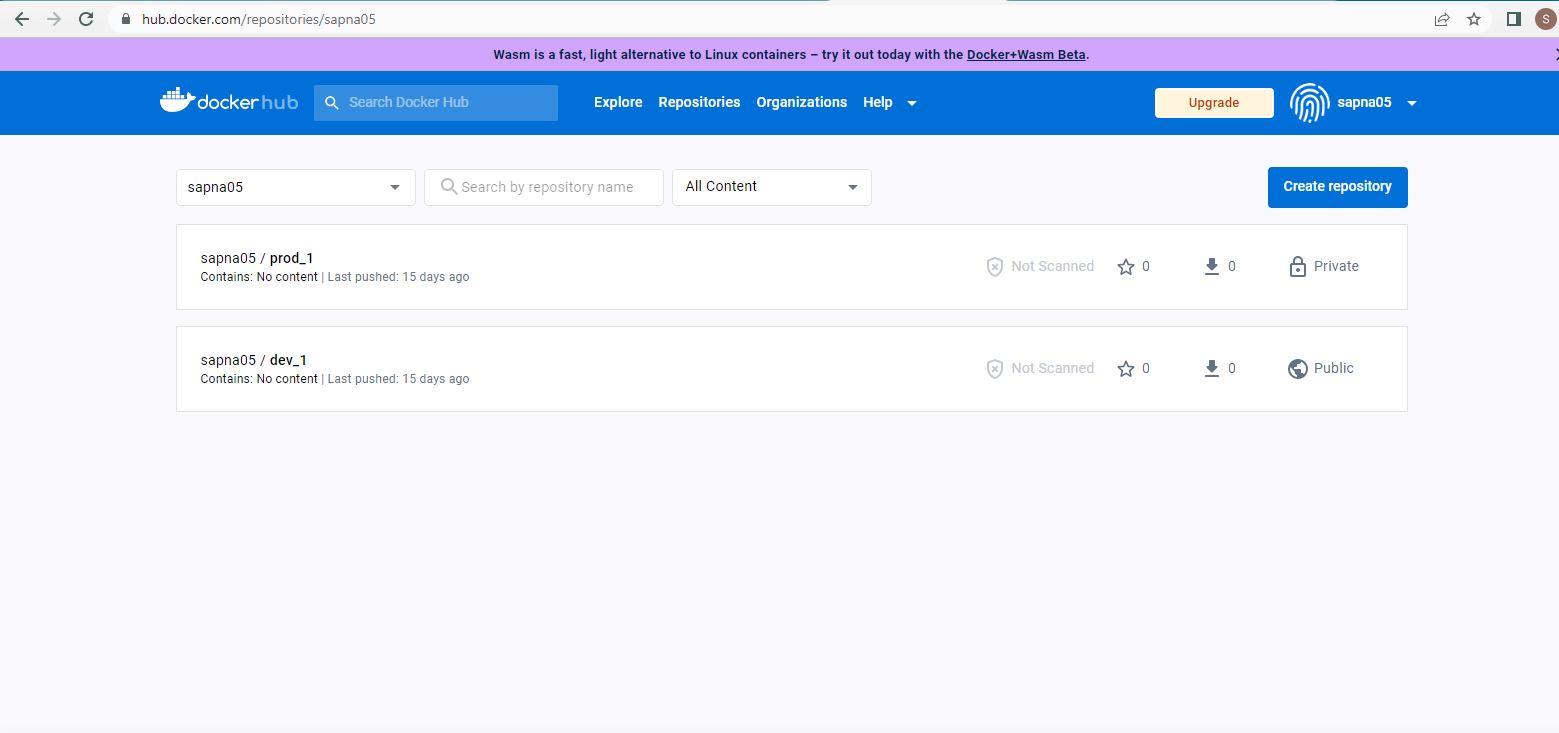 hub.docker.com/repositories/sapna05
S
Wasm is a fast, light alternative to Linux containers – try it out today with the Docker+Wasm Beta.
docker hub Search Docker Hub Explore Repositories Organizations Help Upgrade sapna05
sapna05 Search by repository name All Content Create repository
sapna05 / prod_1
Contains: No content | Last pushed: 15 days ago
Not Scanned 0 0 Private
sapna05 / dev_1
Contains: No content | Last pushed: 15 days ago
Not Scanned 0 0 Public